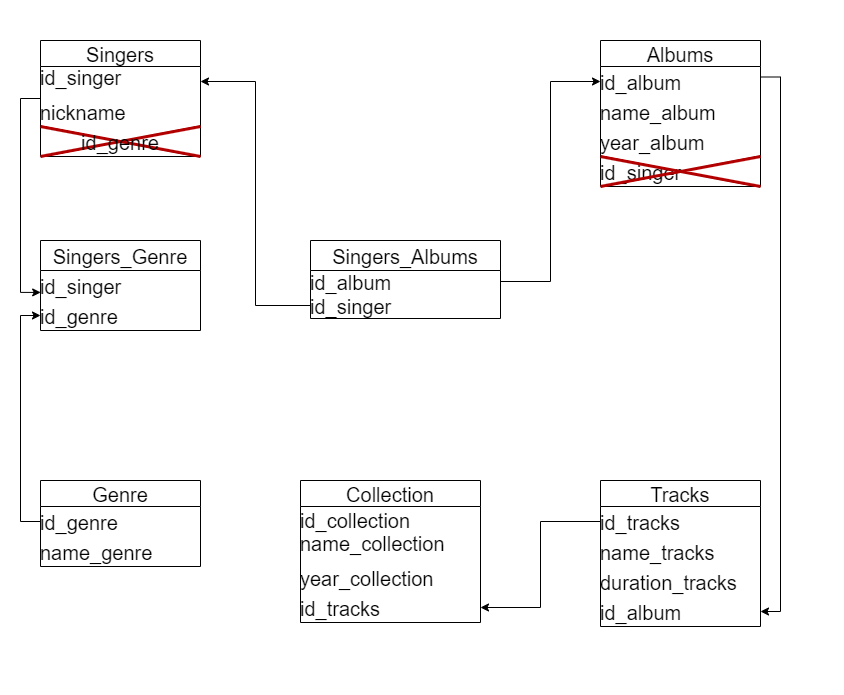 Singers
id_singer
nickname
id_genre
Albums
id_album
name_album
year_album
id_singer
Singers_Genre
id_singer
id_genre
Singers_Albums
id_album
id_singer
Genre
id_genre
name_genre
Collection
id_collection
name_collection
year_collection
id_tracks
Tracks
id_tracks
name_tracks
duration_tracks
id_album